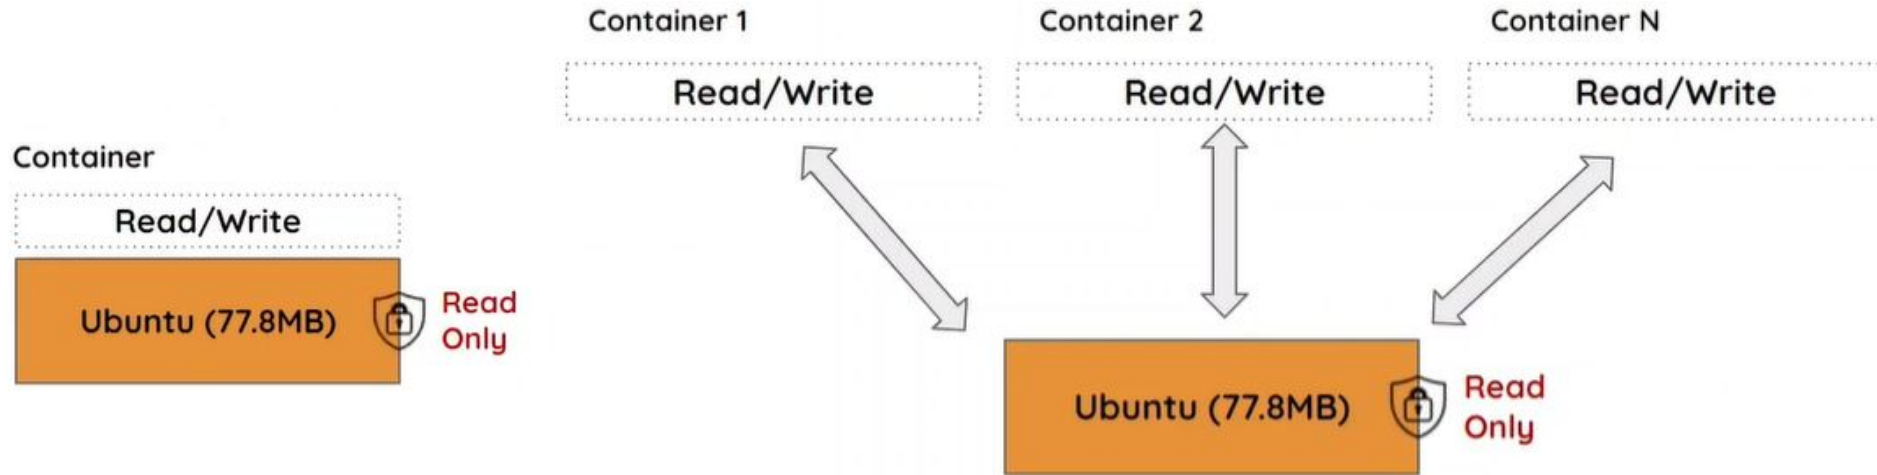 Container
Read/Write
Ubuntu (77.8MB)
Read
Only
Container 1
Container 2
Container N
Read/Write
Read/Write
Read/Write
Ubuntu (77.8MB)
Read
Only